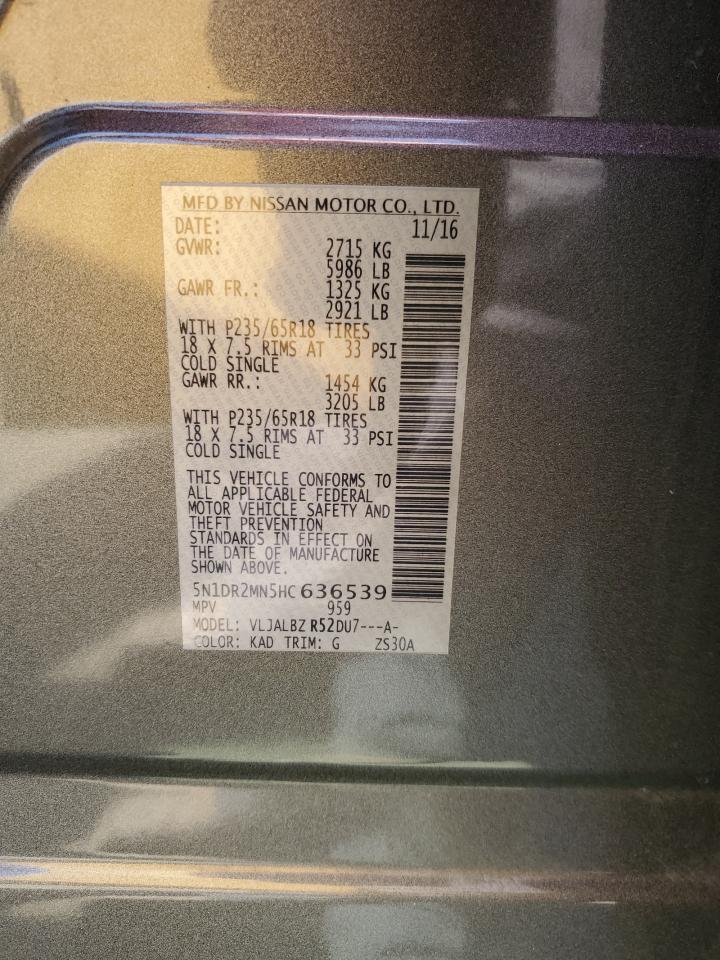 MFD BY NISSAN MOTOR CO., LTD.
DATE: 11/16
GVWR: 2715 KG
5986 LB
GAWR FR.: 1325 KG
2921 LB
WITH P235/65R18 TIRES
18 X 7.5 RIMS AT 33 PSI
COLD SINGLE
GAWR RR.: 1454 KG
3205 LB
WITH P235/65R18 TIRES
18 X 7.5 RIMS AT 33 PSI
COLD SINGLE
THIS VEHICLE CONFORMS TO
ALL APPLICABLE FEDERAL
MOTOR VEHICLE SAFETY AND
THEFT PREVENTION
STANDARDS IN EFFECT ON
THE DATE OF MANUFACTURE
SHOWN ABOVE.
5N1DR2MN5HC636539
MPV 959
MODEL: VLJALBZ R52DU7---A-
COLOR: KAD TRIM: G ZS30A